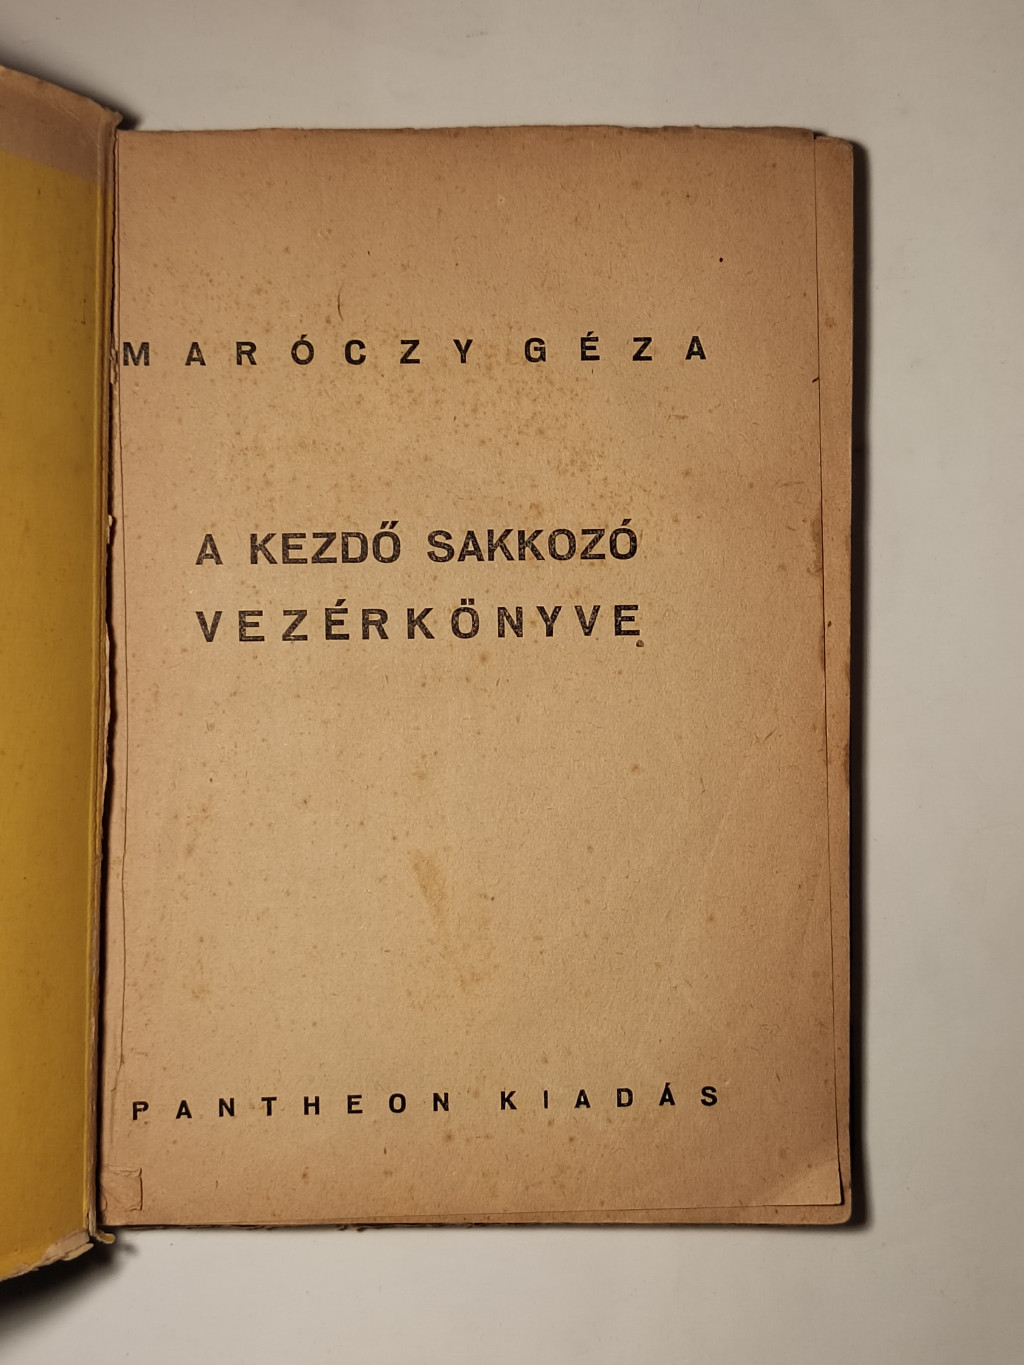 MARÓCZY GÉZA
A KEZDŐ SAKKOZÓ
VEZÉRKÖNYVE
PANTHEON KIADÁS